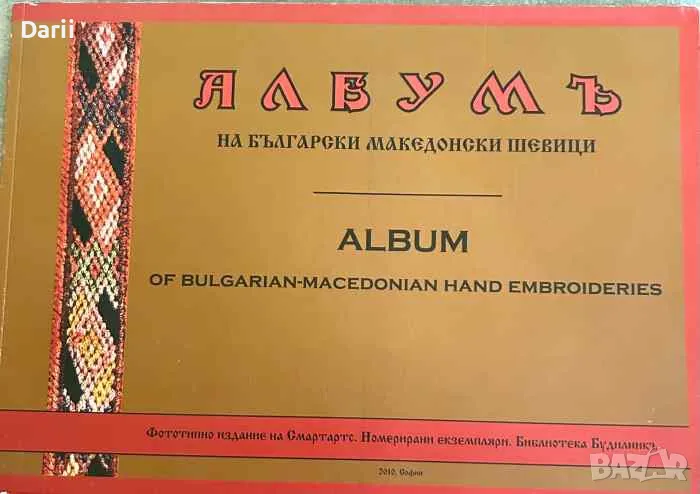 Darii
АЛБУМЪ
НА БЪЛГАРСКИ МАКЕДОНСКИ ШЕВИЦИ
ALBUM
OF BULGARIAN-MACEDONIAN HAND EMBROIDERIES
Фототипно издание на Смартартс. Номерирани екземпляри. Библиотека Будилникъ
2010, София
BAZAR